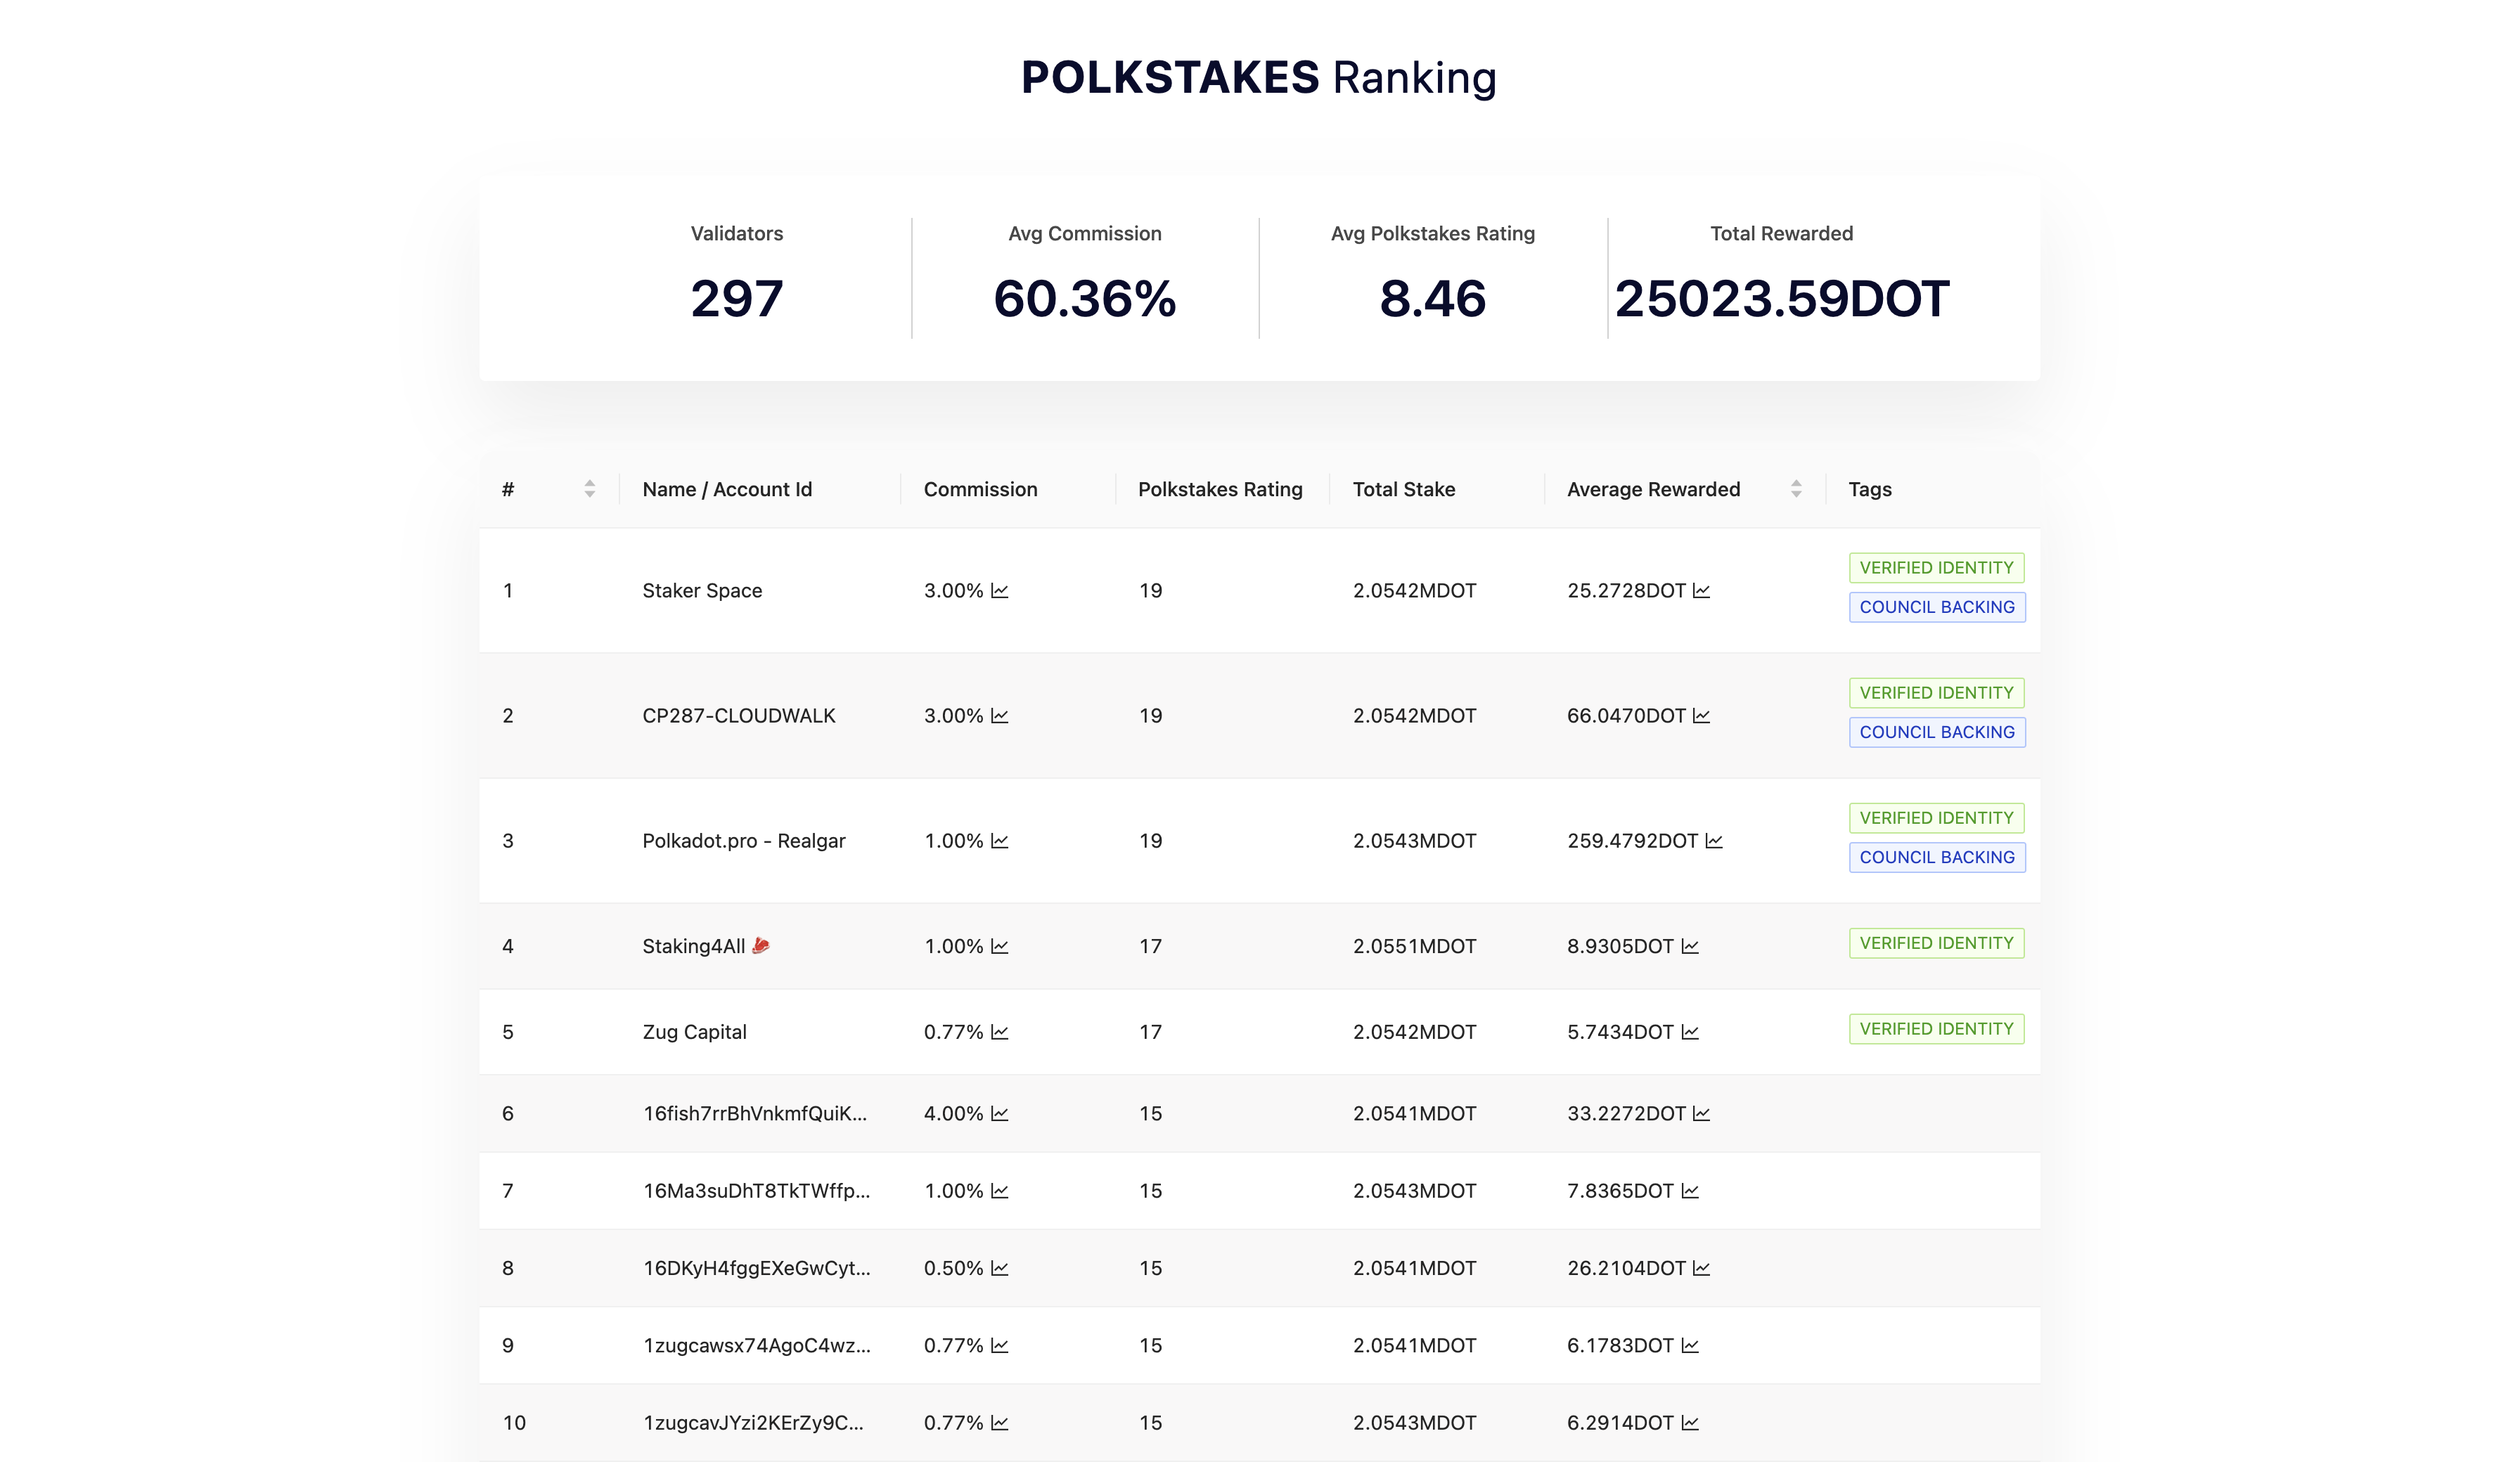 POLKSTAKES Ranking
Validators Avg Commission Avg Polkstakes Rating Total Rewarded
297 60.36% 8.46 25023.59DOT
# Name / Account Id Commission Polkstakes Rating Total Stake Average Rewarded Tags
1 Staker Space 3.00% 19 2.0542MDOT 25.2728DOT VERIFIED IDENTITY
COUNCIL BACKING
2 CP287-CLOUDWALK 3.00% 19 2.0542MDOT 66.0470DOT VERIFIED IDENTITY
COUNCIL BACKING
3 Polkadot.pro - Realgar 1.00% 19 2.0543MDOT 259.4792DOT VERIFIED IDENTITY
COUNCIL BACKING
4 Staking4All 🥩 1.00% 17 2.0551MDOT 8.9305DOT VERIFIED IDENTITY
5 Zug Capital 0.77% 17 2.0542MDOT 5.7434DOT VERIFIED IDENTITY
6 16fish7rrBhVnkmfQuiK... 4.00% 15 2.0541MDOT 33.2272DOT
7 16Ma3suDhT8TkTWffp... 1.00% 15 2.0543MDOT 7.8365DOT
8 16DKyH4fggEXeGwCyt... 0.50% 15 2.0541MDOT 26.2104DOT
9 1zugcawsx74AgoC4wz... 0.77% 15 2.0541MDOT 6.1783DOT
10 1zugcavJYzi2KErZy9C... 0.77% 15 2.0543MDOT 6.2914DOT